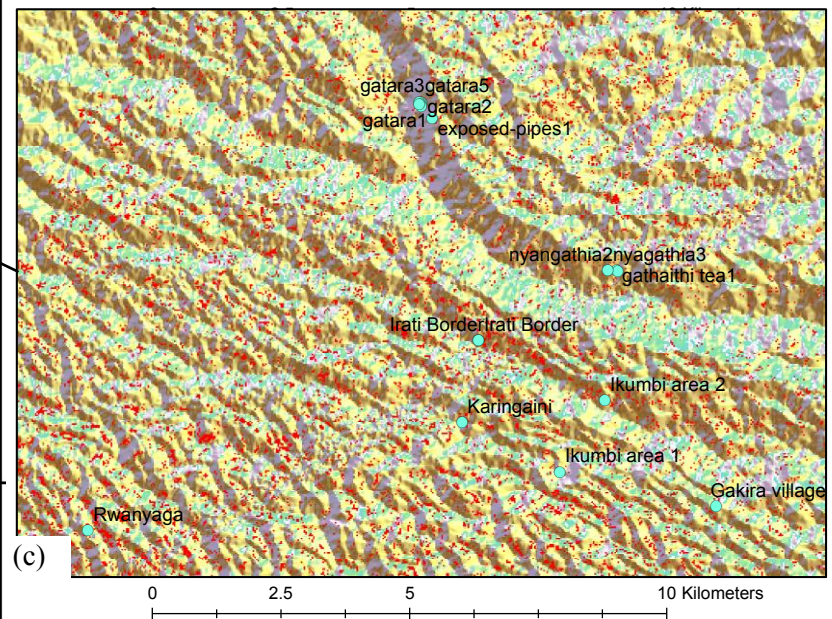 gatara3gatara5
gatara2
gatara1
exposed-pipes1
nyangathia2nyagathia3
gathaithi tea1
Irati BorderIrati Border
Ikumbi area 2
Karingaini
Ikumbi area 1
Gakira village
Rwanyaga
(c)
0 2.5 5 10 Kilometers